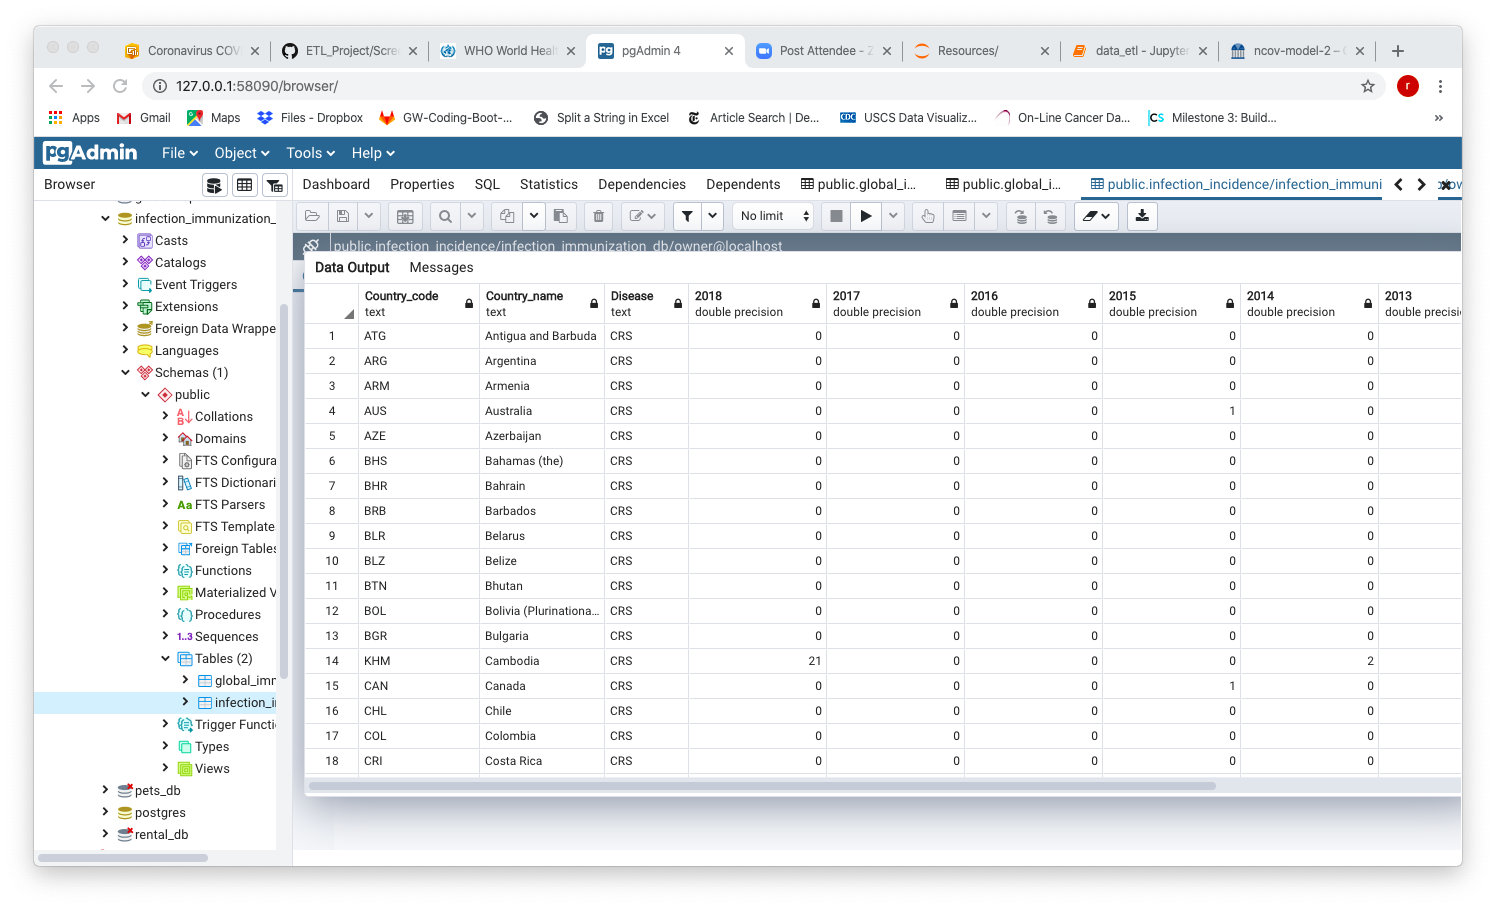 Coronavirus COV
ETL_Project/Scre
WHO World Healt
pgAdmin 4
Post Attendee - Z
Resources/
data_etl - Jupyter
ncov-model-2 –
127.0.0.1:58090/browser/
r
Apps
Gmail
Maps
Files - Dropbox
GW-Coding-Boot-...
Split a String in Excel
Article Search | De...
CDC USCS Data Visualiz...
On-Line Cancer Da...
CS Milestone 3: Build...
»
pgAdmin
File
Object
Tools
Help
Browser
Dashboard
Properties
SQL
Statistics
Dependencies
Dependents
public.global_i...
public.global_i...
public.infection_incidence/infection_immuni
No limit
public.infection_incidence/infection_immunization_db/owner@localhost
infection_immunization_
Casts
Catalogs
Event Triggers
Extensions
Foreign Data Wrappe
Languages
Schemas (1)
public
Collations
Domains
FTS Configura
FTS Dictionari
Aa FTS Parsers
FTS Template
Foreign Tables
Functions
Materialized V
Procedures
1..3 Sequences
Tables (2)
global_imm
infection_i
Trigger Functi
Types
Views
pets_db
postgres
rental_db
Data Output
Messages
Country_code text
Country_name text
Disease text
2018 double precision
2017 double precision
2016 double precision
2015 double precision
2014 double precision
2013 double precisi
1 ATG Antigua and Barbuda CRS 0 0 0 0 0
2 ARG Argentina CRS 0 0 0 0 0
3 ARM Armenia CRS 0 0 0 0 0
4 AUS Australia CRS 0 0 0 1 0
5 AZE Azerbaijan CRS 0 0 0 0 0
6 BHS Bahamas (the) CRS 0 0 0 0 0
7 BHR Bahrain CRS 0 0 0 0 0
8 BRB Barbados CRS 0 0 0 0 0
9 BLR Belarus CRS 0 0 0 0 0
10 BLZ Belize CRS 0 0 0 0 0
11 BTN Bhutan CRS 0 0 0 0 0
12 BOL Bolivia (Plurinationa... CRS 0 0 0 0 0
13 BGR Bulgaria CRS 0 0 0 0 0
14 KHM Cambodia CRS 21 0 0 0 2
15 CAN Canada CRS 0 0 0 1 0
16 CHL Chile CRS 0 0 0 0 0
17 COL Colombia CRS 0 0 0 0 0
18 CRI Costa Rica CRS 0 0 0 0 0